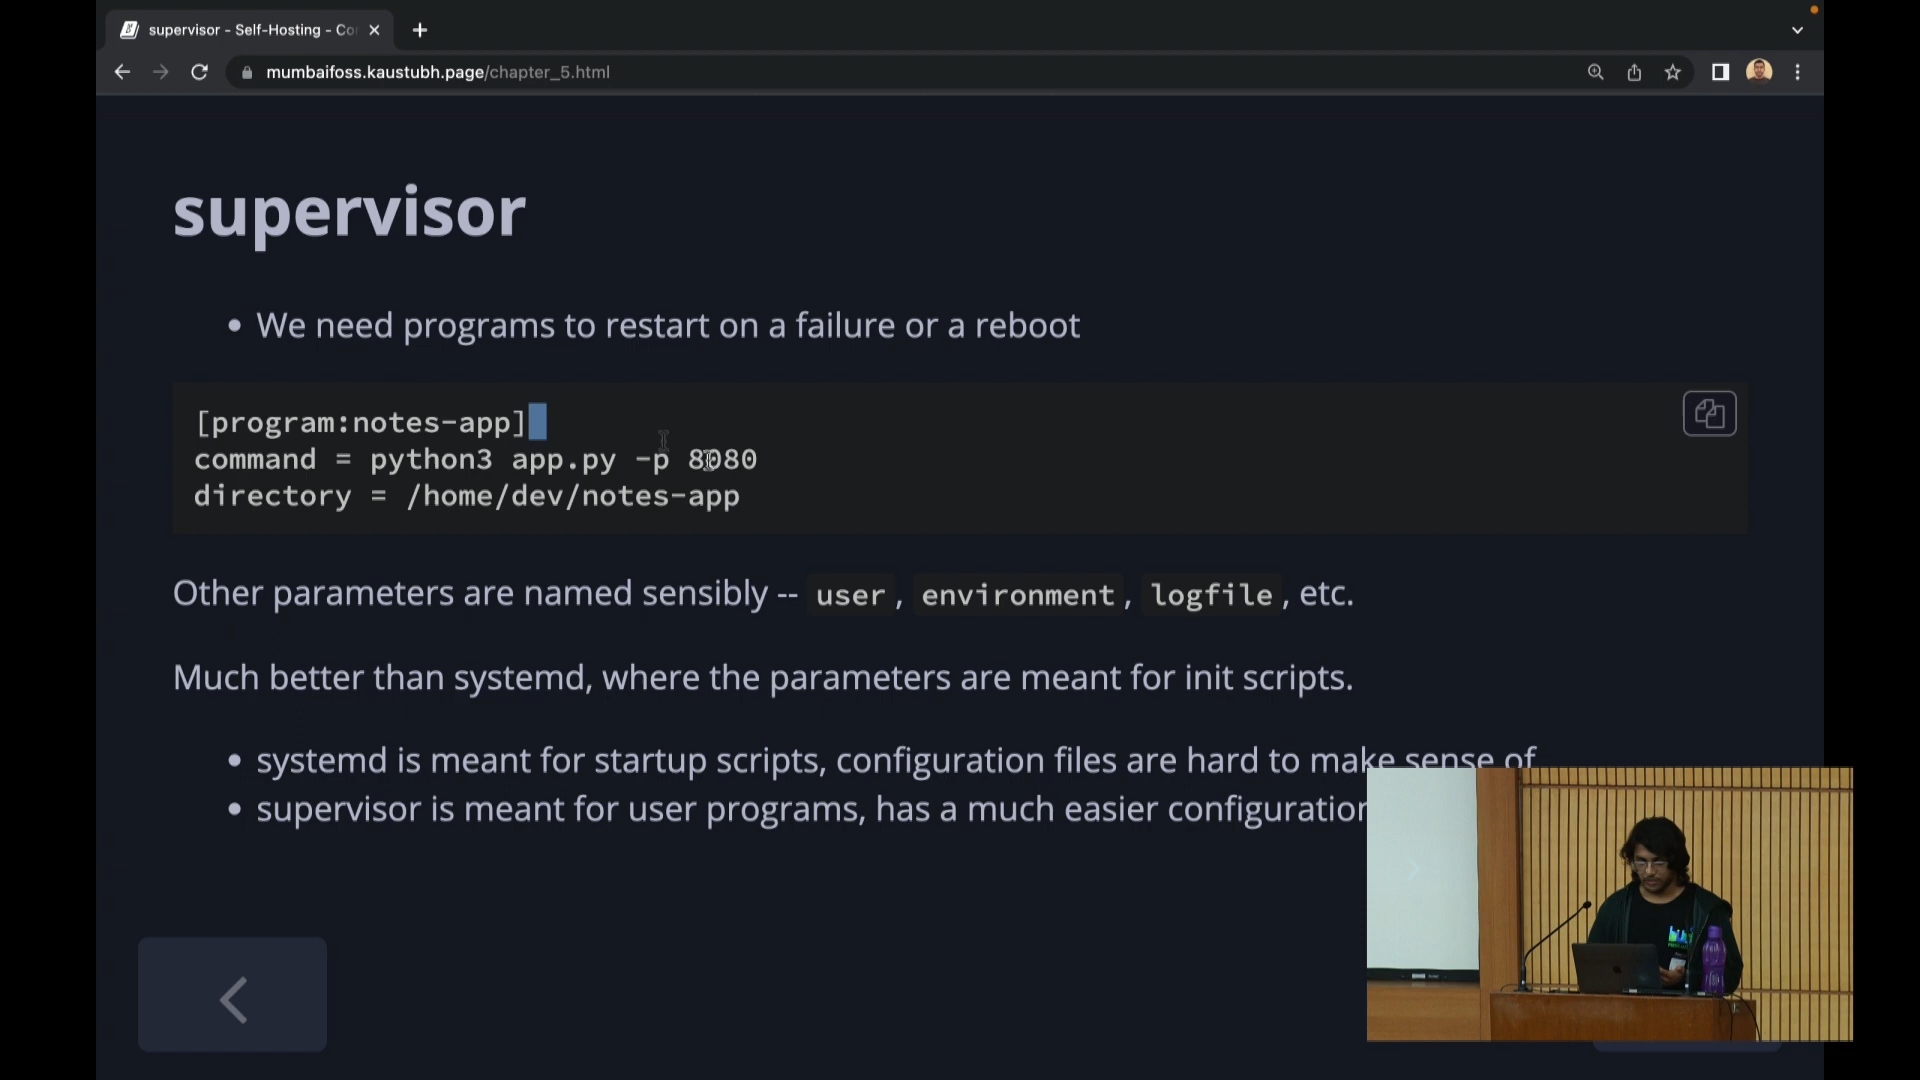 supervisor - Self-Hosting - Co
mumbaifoss.kaustubh.page/chapter_5.html
supervisor
• We need programs to restart on a failure or a reboot
[program:notes-app]
command = python3 app.py -p 8080
directory = /home/dev/notes-app
Other parameters are named sensibly -- user, environment, logfile, etc.
Much better than systemd, where the parameters are meant for init scripts.
• systemd is meant for startup scripts, configuration files are hard to make sense of
• supervisor is meant for user programs, has a much easier configuration